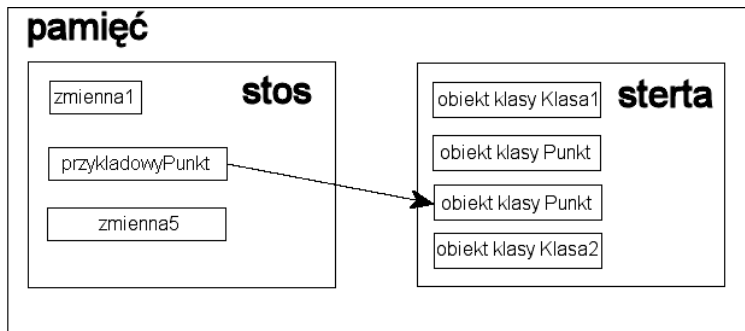 pamięć
stos
zmienna1
przykladowyPunkt
zmienna5
sterta
obiekt klasy Klasa1
obiekt klasy Punkt
obiekt klasy Punkt
obiekt klasy Klasa2